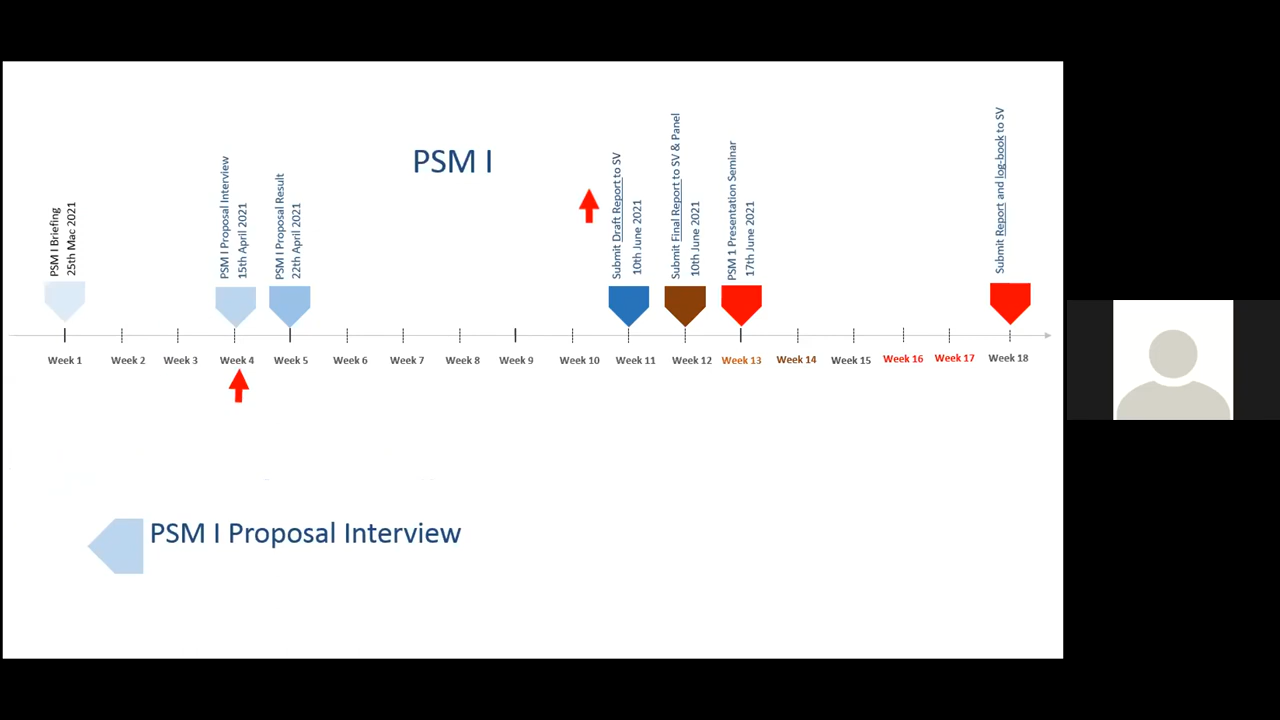 PSM I
PSM I Briefing
25th Mac 2021
PSM I Proposal Interview
15th April 2021
PSM I Proposal Result
22th April 2021
Submit Draft Report to SV
10th June 2021
Submit Final Report to SV & Panel
10th June 2021
PSM 1 Presentation Seminar
17th June 2021
Submit Report and log-book to SV
Week 1 Week 2 Week 3 Week 4 Week 5 Week 6 Week 7 Week 8 Week 9 Week 10 Week 11 Week 12 Week 13 Week 14 Week 15 Week 16 Week 17 Week 18
PSM I Proposal Interview